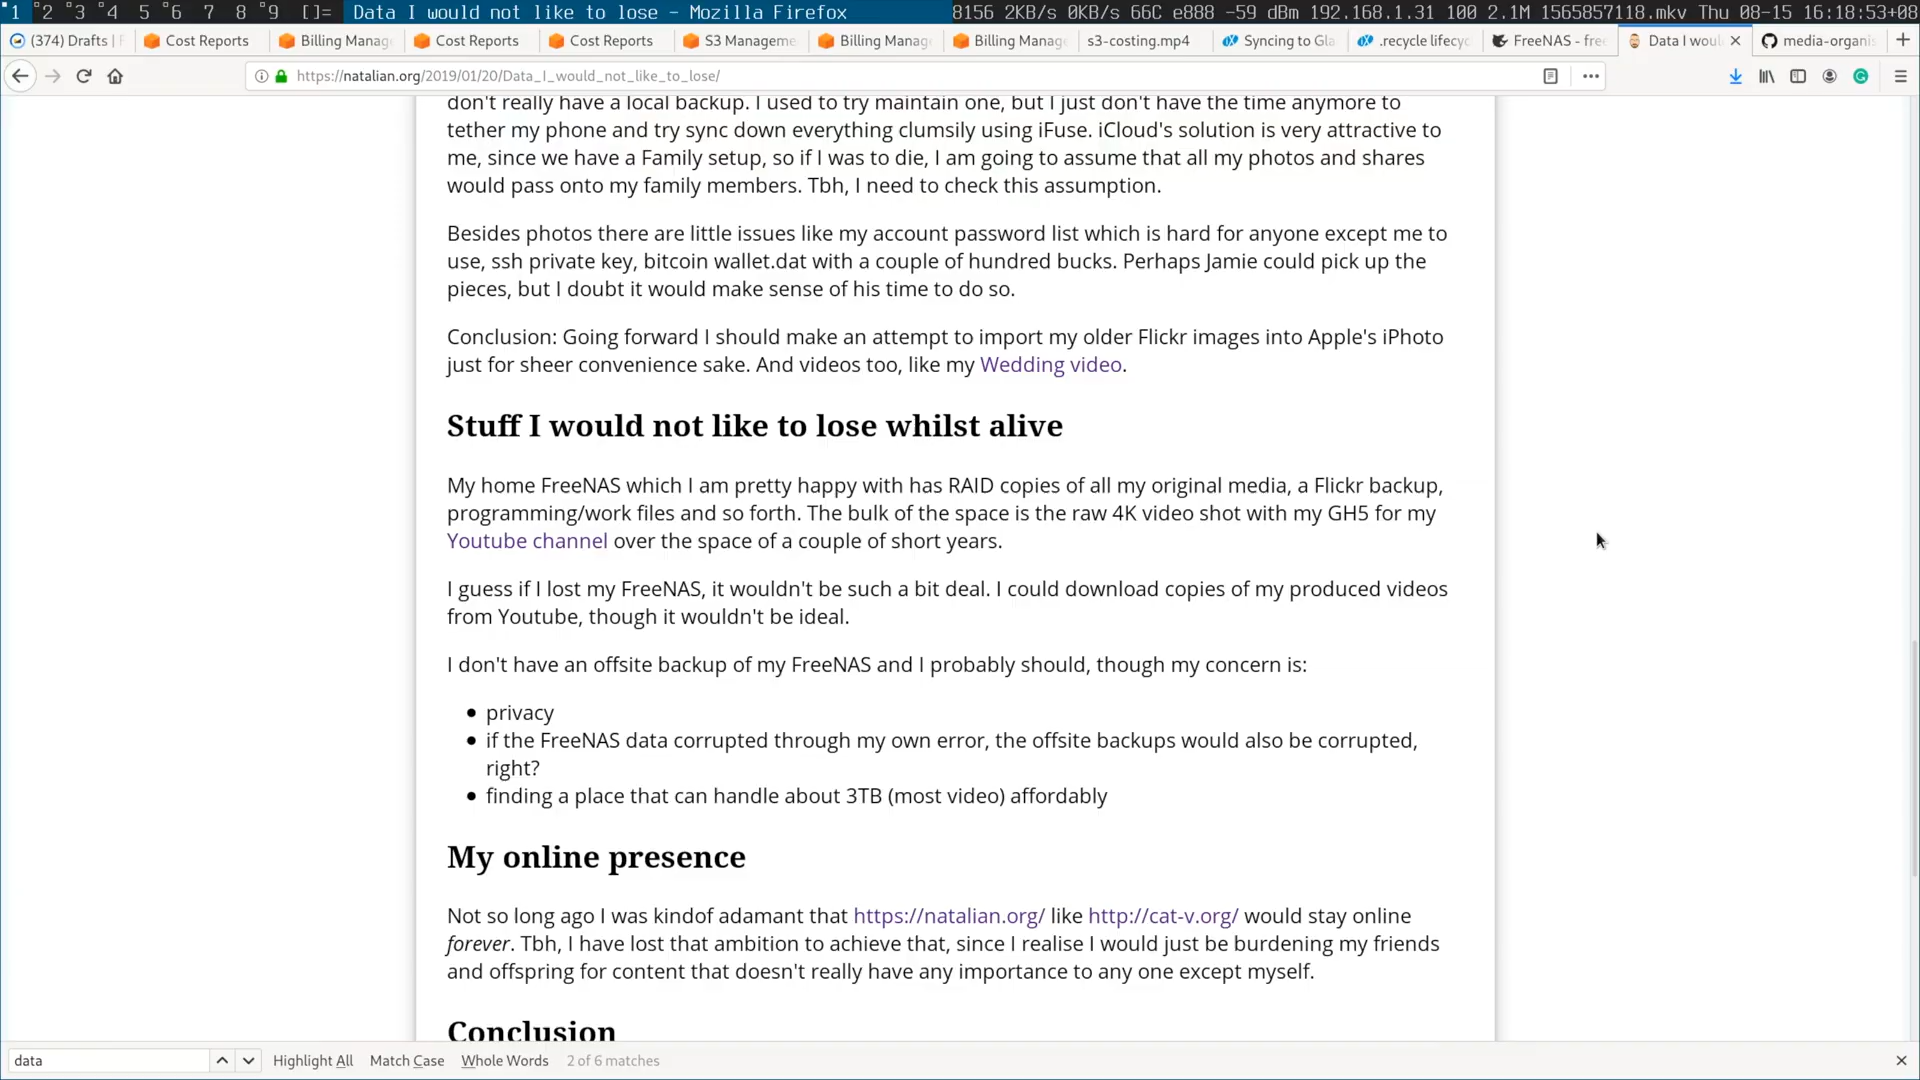 1 2 3 4 5 6 7 8 9 []= Data I would not like to lose - Mozilla Firefox 8156 2KB/s 0KB/s 66C e888 -59 dBm 192.168.1.31 100 2.1M 1565857118.mkv Thu 08-15 16:18:53+08
(374) Drafts | F Cost Reports Billing Manage Cost Reports Cost Reports S3 Manageme Billing Manage Billing Manage s3-costing.mp4 Syncing to Gla .recycle lifecyc FreeNAS - free Data I woul media-organis
https://natalian.org/2019/01/20/Data_I_would_not_like_to_lose/
don't really have a local backup. I used to try maintain one, but I just don't have the time anymore to
tether my phone and try sync down everything clumsily using iFuse. iCloud's solution is very attractive to
me, since we have a Family setup, so if I was to die, I am going to assume that all my photos and shares
would pass onto my family members. Tbh, I need to check this assumption.
Besides photos there are little issues like my account password list which is hard for anyone except me to
use, ssh private key, bitcoin wallet.dat with a couple of hundred bucks. Perhaps Jamie could pick up the
pieces, but I doubt it would make sense of his time to do so.
Conclusion: Going forward I should make an attempt to import my older Flickr images into Apple's iPhoto
just for sheer convenience sake. And videos too, like my Wedding video.
Stuff I would not like to lose whilst alive
My home FreeNAS which I am pretty happy with has RAID copies of all my original media, a Flickr backup,
programming/work files and so forth. The bulk of the space is the raw 4K video shot with my GH5 for my
Youtube channel over the space of a couple of short years.
I guess if I lost my FreeNAS, it wouldn't be such a bit deal. I could download copies of my produced videos
from Youtube, though it wouldn't be ideal.
I don't have an offsite backup of my FreeNAS and I probably should, though my concern is:
• privacy
• if the FreeNAS data corrupted through my own error, the offsite backups would also be corrupted,
right?
• finding a place that can handle about 3TB (most video) affordably
My online presence
Not so long ago I was kindof adamant that https://natalian.org/ like http://cat-v.org/ would stay online
forever. Tbh, I have lost that ambition to achieve that, since I realise I would just be burdening my friends
and offspring for content that doesn't really have any importance to any one except myself.
Conclusion
data Highlight All Match Case Whole Words 2 of 6 matches